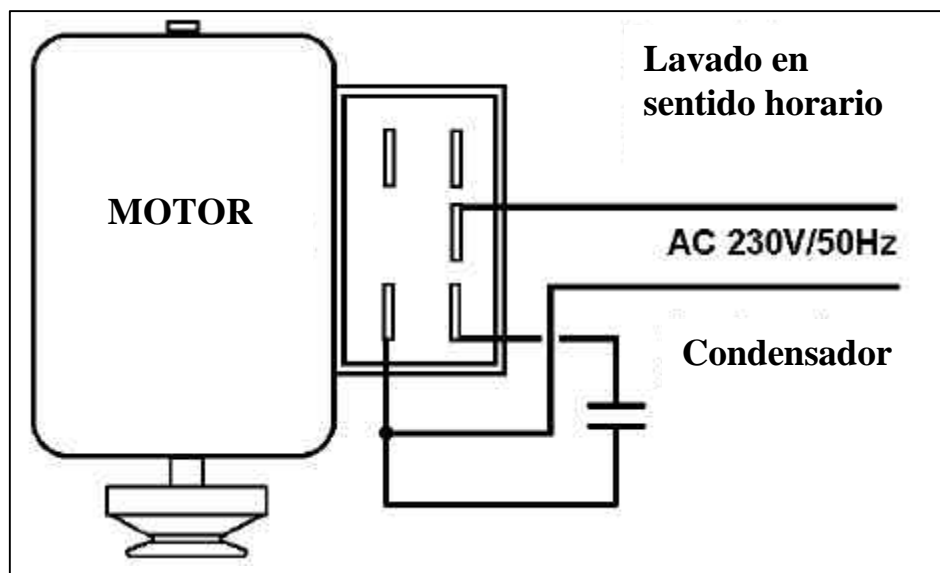 Lavado en
sentido horario
MOTOR
AC 230V/50Hz
Condensador